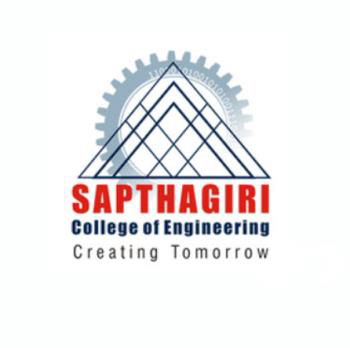 SAPTHAGIRI
College of Engineering
Creating Tomorrow